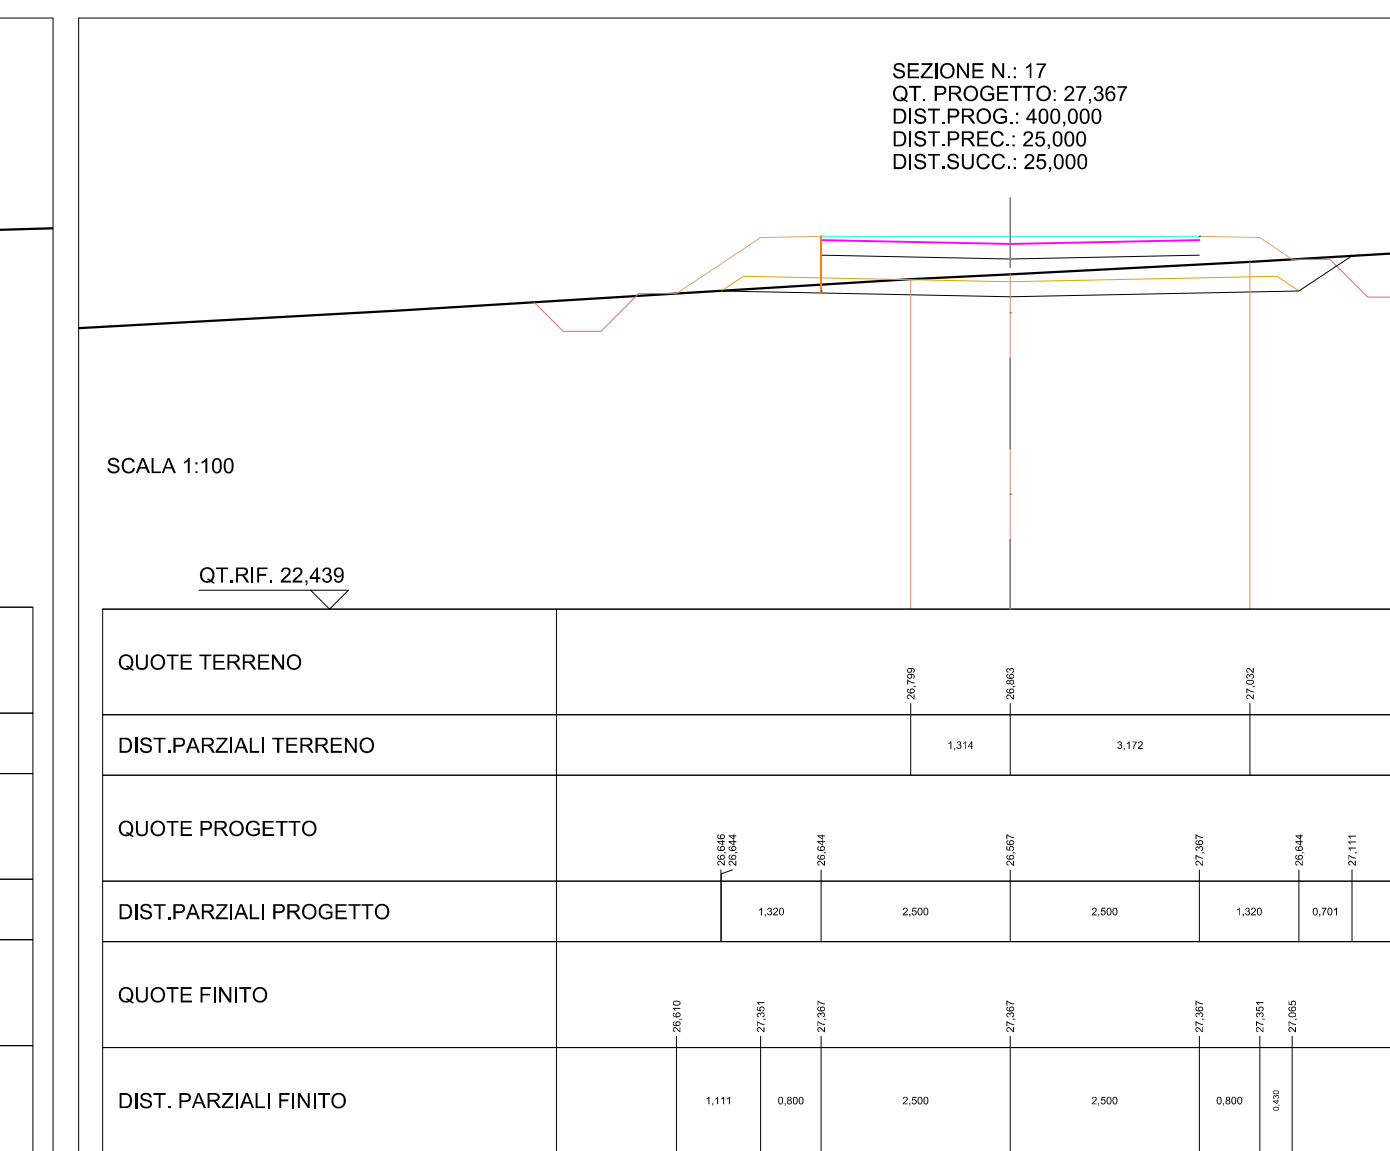 SEZIONE N.: 17
QT. PROGETTO: 27,367
DIST.PROG.: 400,000
DIST.PREC.: 25,000
DIST.SUCC.: 25,000
SCALA 1:100
QT.RIF. 22,439
QUOTE TERRENO
26,799 26,863 27,032
DIST.PARZIALI TERRENO
1,314 3,172
QUOTE PROGETTO
26,646 26,644 26,644 26,567 27,367 26,644 27,111
DIST.PARZIALI PROGETTO
1,320 2,500 2,500 1,320 0,701
QUOTE FINITO
26,610 27,351 27,367 27,367 27,367 27,351 27,065
DIST. PARZIALI FINITO
1,111 0,800 2,500 2,500 0,800 0,430